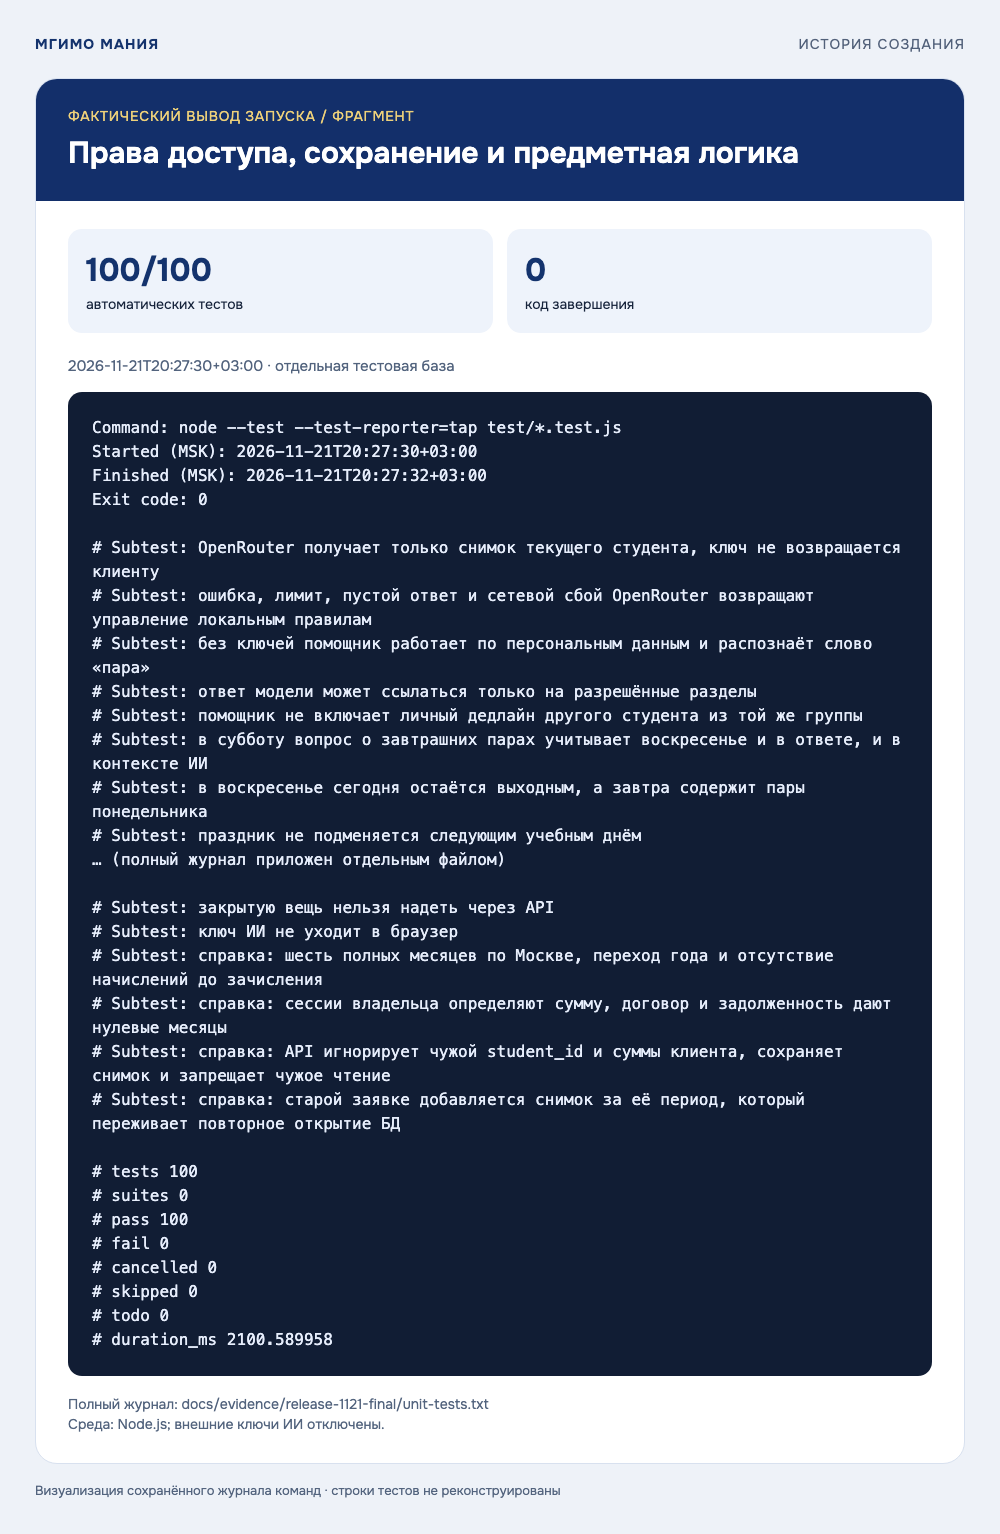 МГИМО МАНИЯ
ИСТОРИЯ СОЗДАНИЯ
ФАКТИЧЕСКИЙ ВЫВОД ЗАПУСКА / ФРАГМЕНТ
Права доступа, сохранение и предметная логика
100/100
автоматических тестов
0
код завершения
2026-11-21T20:27:30+03:00 · отдельная тестовая база
Command: node --test --test-reporter=tap test/*.test.js
Started (MSK): 2026-11-21T20:27:30+03:00
Finished (MSK): 2026-11-21T20:27:32+03:00
Exit code: 0
# Subtest: OpenRouter получает только снимок текущего студента, ключ не возвращается
клиенту
# Subtest: ошибка, лимит, пустой ответ и сетевой сбой OpenRouter возвращают
управление локальным правилам
# Subtest: без ключей помощник работает по персональным данным и распознаёт слово
«пара»
# Subtest: ответ модели может ссылаться только на разрешённые разделы
# Subtest: помощник не включает личный дедлайн другого студента из той же группы
# Subtest: в субботу вопрос о завтрашних парах учитывает воскресенье и в ответе, и в
контексте ИИ
# Subtest: в воскресенье сегодня остаётся выходным, а завтра содержит пары
понедельника
# Subtest: праздник не подменяется следующим учебным днём
… (полный журнал приложен отдельным файлом)
# Subtest: закрытую вещь нельзя надеть через API
# Subtest: ключ ИИ не уходит в браузер
# Subtest: справка: шесть полных месяцев по Москве, переход года и отсутствие
начислений до зачисления
# Subtest: справка: сессии владельца определяют сумму, договор и задолженность дают
нулевые месяцы
# Subtest: справка: API игнорирует чужой student_id и суммы клиента, сохраняет
снимок и запрещает чужое чтение
# Subtest: справка: старой заявке добавляется снимок за её период, который
переживает повторное открытие БД
# tests 100
# suites 0
# pass 100
# fail 0
# cancelled 0
# skipped 0
# todo 0
# duration_ms 2100.589958
Полный журнал: docs/evidence/release-1121-final/unit-tests.txt
Среда: Node.js; внешние ключи ИИ отключены.
Визуализация сохранённого журнала команд · строки тестов не реконструированы